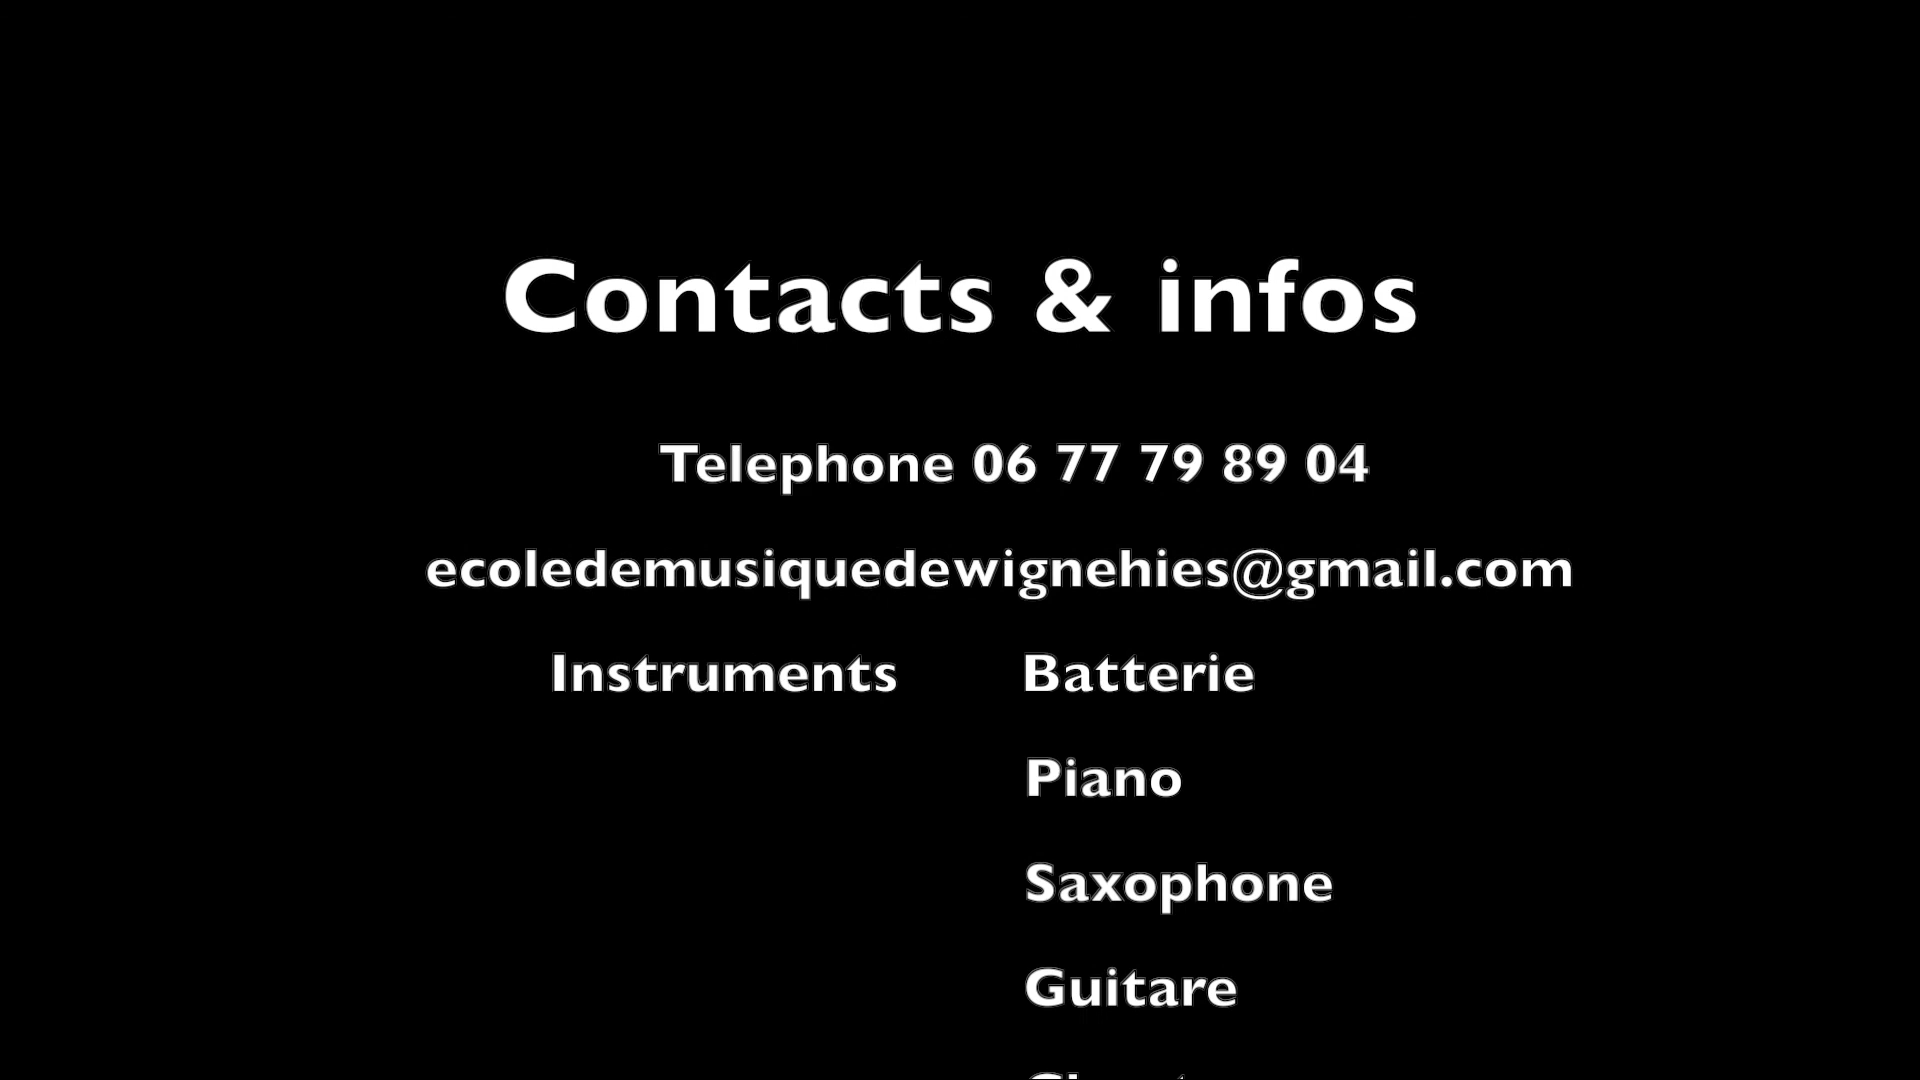 Contacts & infos
Telephone 06 77 79 89 04
ecoledemusiquedewignehies@gmail.com
Instruments Batterie
Piano
Saxophone
Guitare